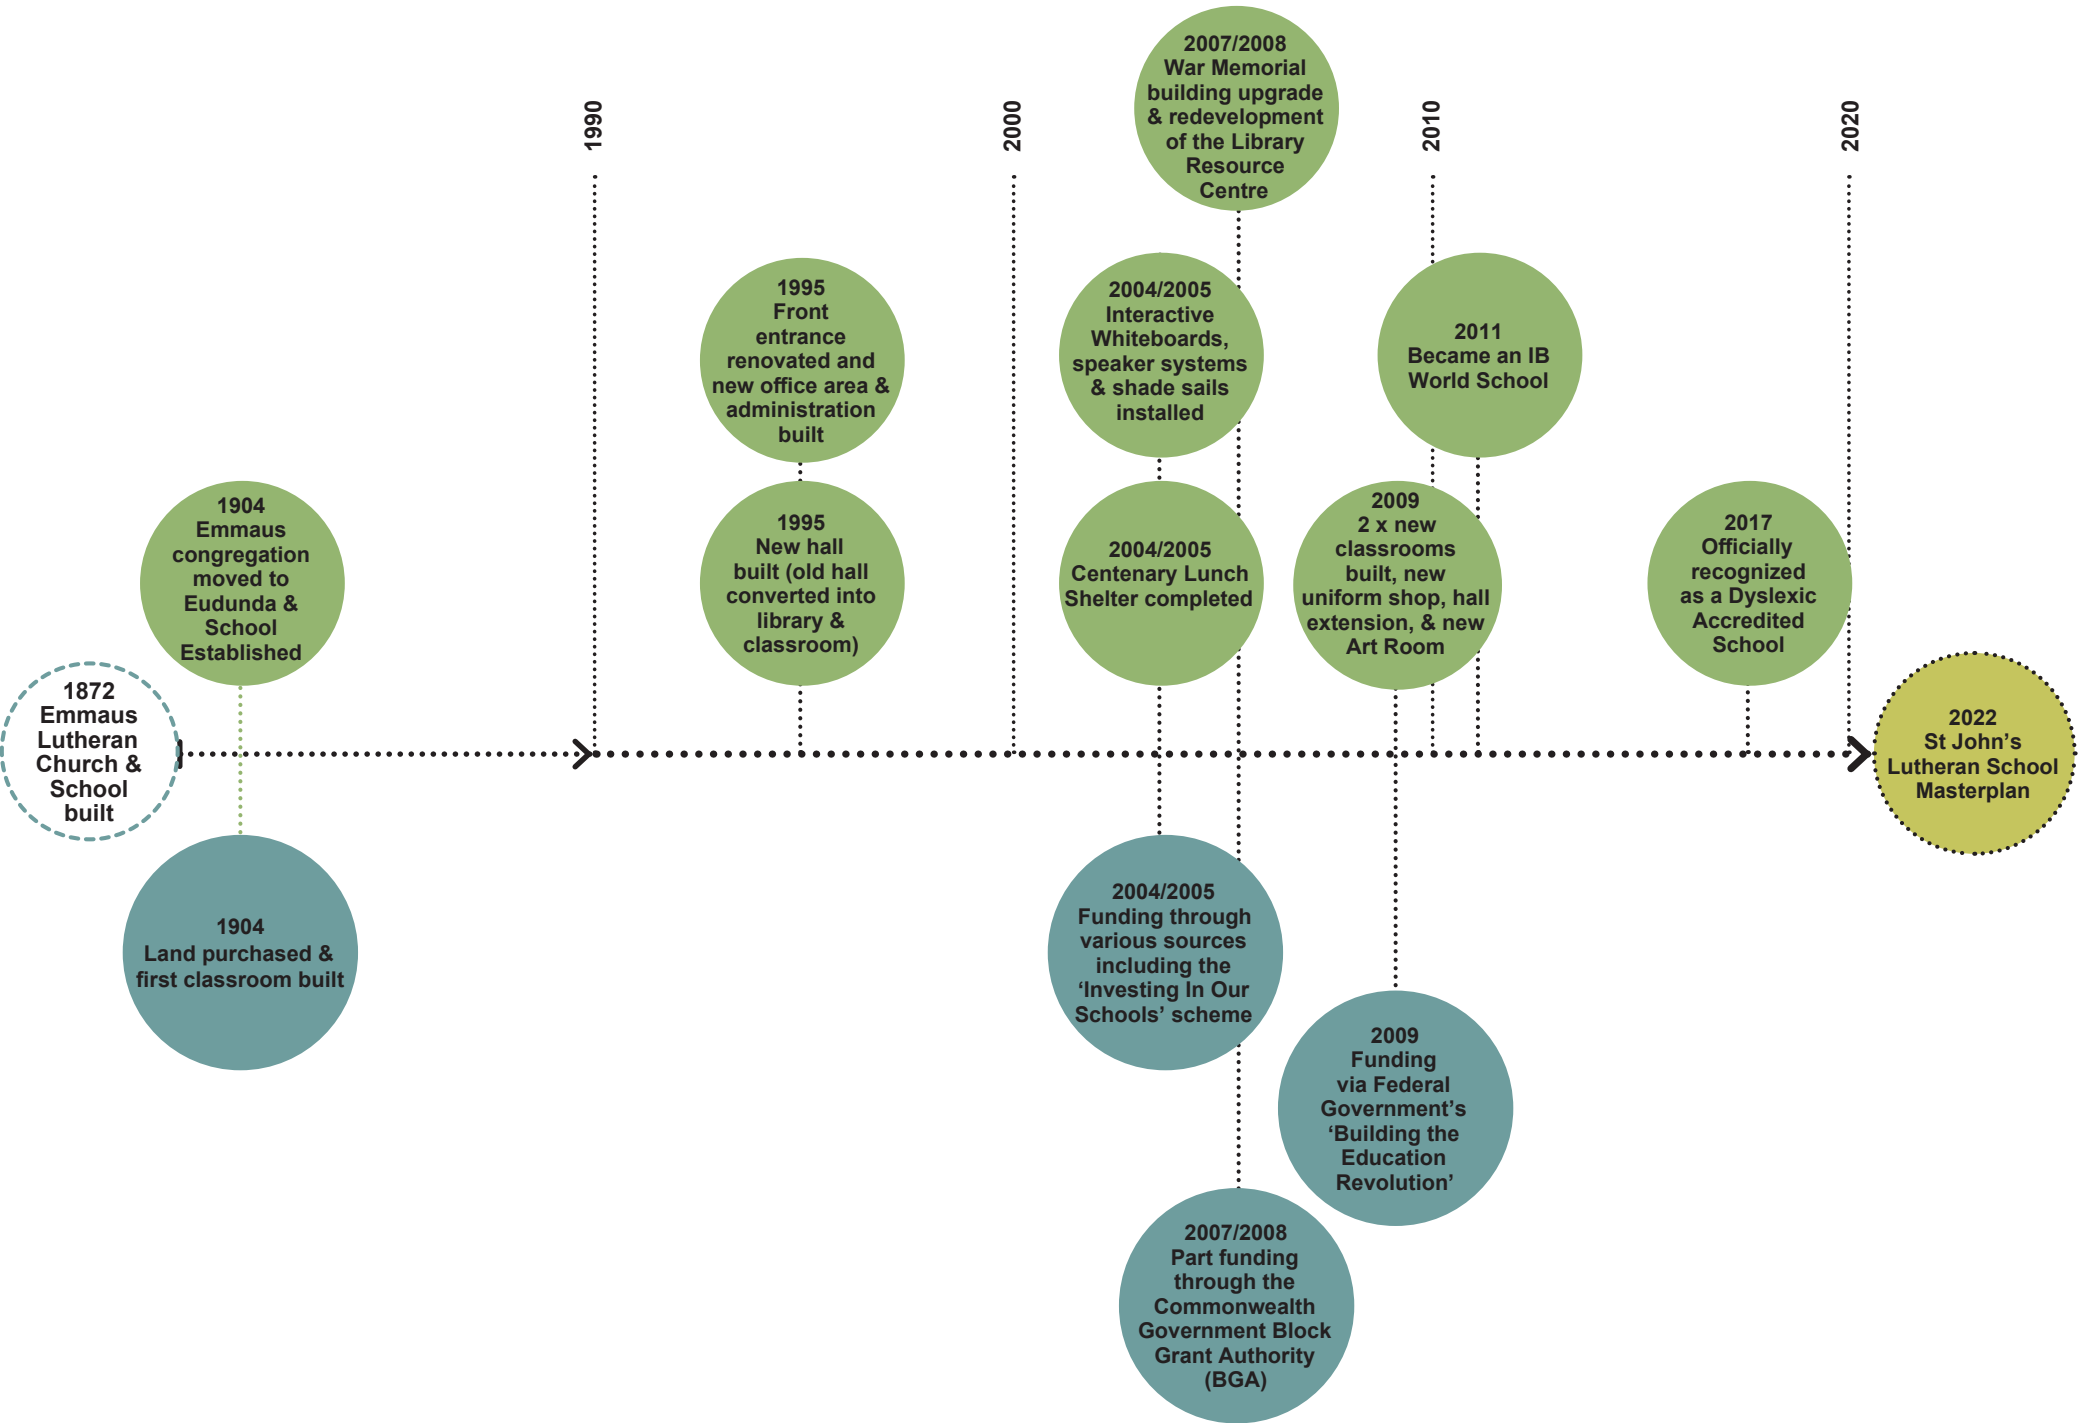 1990
2000
2010
2020
2007/2008
War Memorial
building upgrade
& redevelopment
of the Library
Resource
Centre
1995
Front
entrance
renovated and
new office area &
administration
built
2004/2005
Interactive
Whiteboards,
speaker systems
& shade sails
installed
2011
Became an IB
World School
1904
Emmaus
congregation
moved to
Eudunda &
School
Established
1995
New hall
built (old hall
converted into
library &
classroom)
2004/2005
Centenary Lunch
Shelter completed
2009
2 x new
classrooms
built, new
uniform shop, hall
extension, & new
Art Room
2017
Officially
recognized
as a Dyslexic
Accredited
School
1872
Emmaus
Lutheran
Church &
School
built
2022
St John’s
Lutheran School
Masterplan
1904
Land purchased &
first classroom built
2004/2005
Funding through
various sources
including the
‘Investing In Our
Schools’ scheme
2009
Funding
via Federal
Government’s
‘Building the
Education
Revolution’
2007/2008
Part funding
through the
Commonwealth
Government Block
Grant Authority
(BGA)